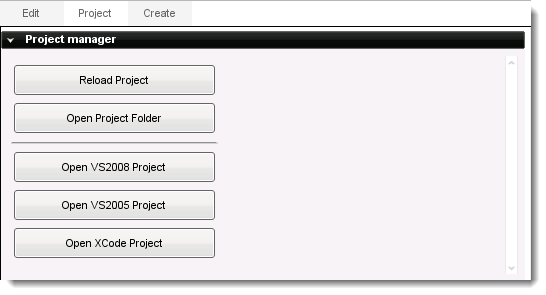 Edit Project Create
Project manager
Reload Project
Open Project Folder
Open VS2008 Project
Open VS2005 Project
Open XCode Project